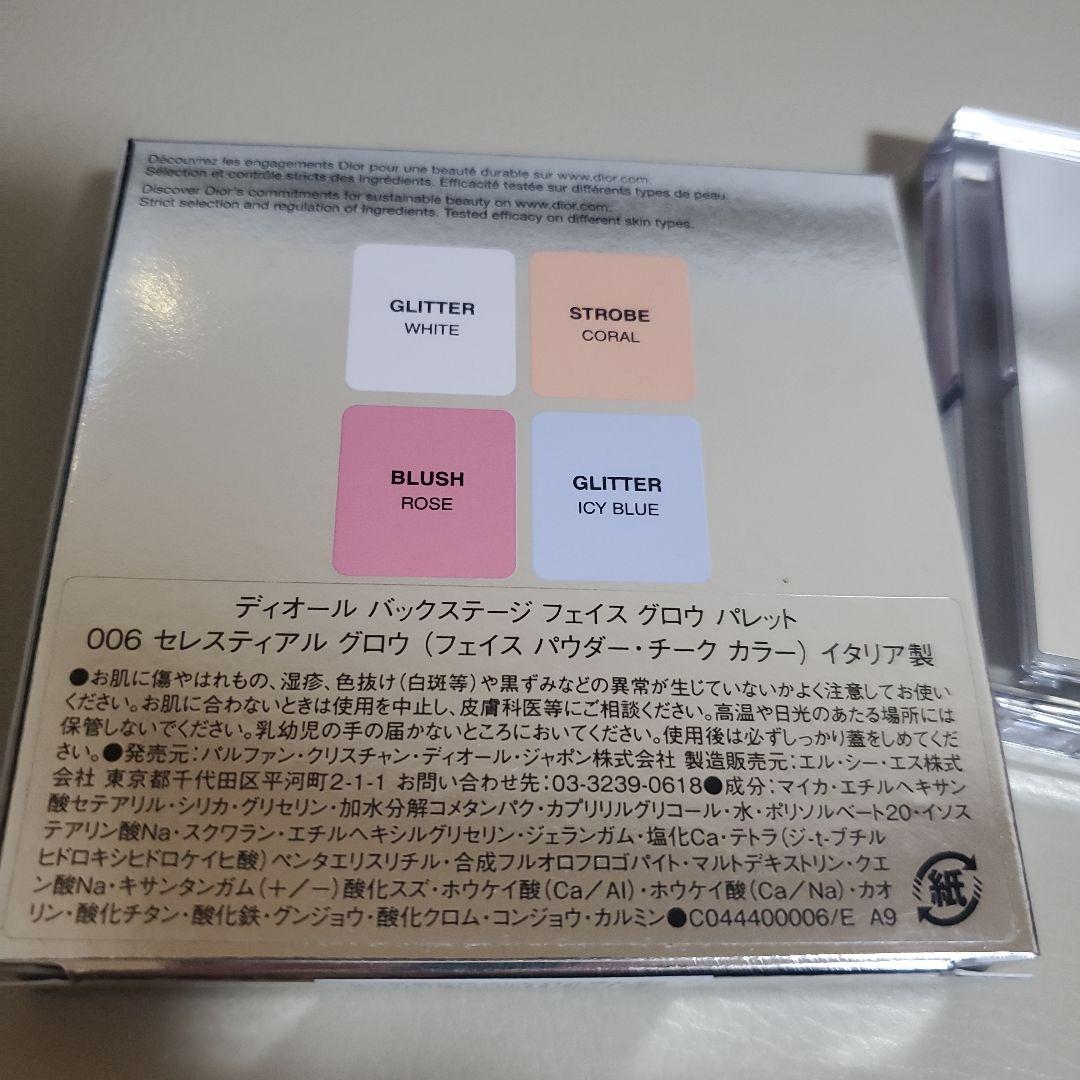 Découvrez les engagements Dior pour une beauté durable sur www.dior.com.
Sélection et contrôle stricts des Ingrédients. Efficacité testée sur différents types de peau.
Discover Dior's commitments for sustainable beauty on www.dior.com.
Strict selection and regulation of Ingredients. Tested efficacy on different skin types.
GLITTER
WHITE
STROBE
CORAL
BLUSH
ROSE
GLITTER
ICY BLUE
ディオール バックステージ フェイス グロウ パレット
006 セレスティアル グロウ（フェイス パウダー・チーク カラー）イタリア製
●お肌に傷やはれもの、湿疹、色抜け（白斑等）や黒ずみなどの異常が生じていないかよく注意してお使い
ください。お肌に合わないときは使用を中止し、皮膚科医等にご相談ください。高温や日光のあたる場所には
保管しないでください。乳幼児の手の届かないところにおいてください。使用後は必ずしっかり蓋をしめてくだ
さい。●発売元：パルファン・クリスチャン・ディオール・ジャポン株式会社 製造販売元：エル・シー・エス株式
会社 東京都千代田区平河町2-1-1 お問い合わせ先：03-3239-0618●成分：マイカ・エチルヘキサン
酸セテアリル・シリカ・グリセリン・加水分解コメタンパク・カプリリルグリコール・水・ポリソルベート20・イソス
テアリン酸Na・スクワラン・エチルヘキシルグリセリン・ジェランガム・塩化Ca・テトラ（ジ-t-ブチル
ヒドロキシヒドロケイヒ酸）ペンタエリスリチル・合成フルオロフロゴパイト・マルトデキストリン・クエ
ン酸Na・キサンタンガム（＋／－）酸化スズ・ホウケイ酸（Ca／Al）・ホウケイ酸（Ca／Na）・カオ
リン・酸化チタン・酸化鉄・グンジョウ・酸化クロム・コンジョウ・カルミン●C044400006/E A9
紙